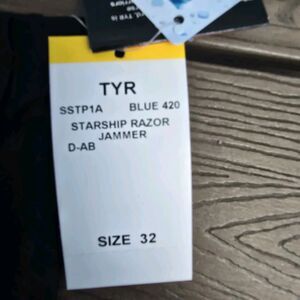 TYR
SSTP1A BLUE 420
STARSHIP RAZOR
JAMMER
D-AB
SIZE 32